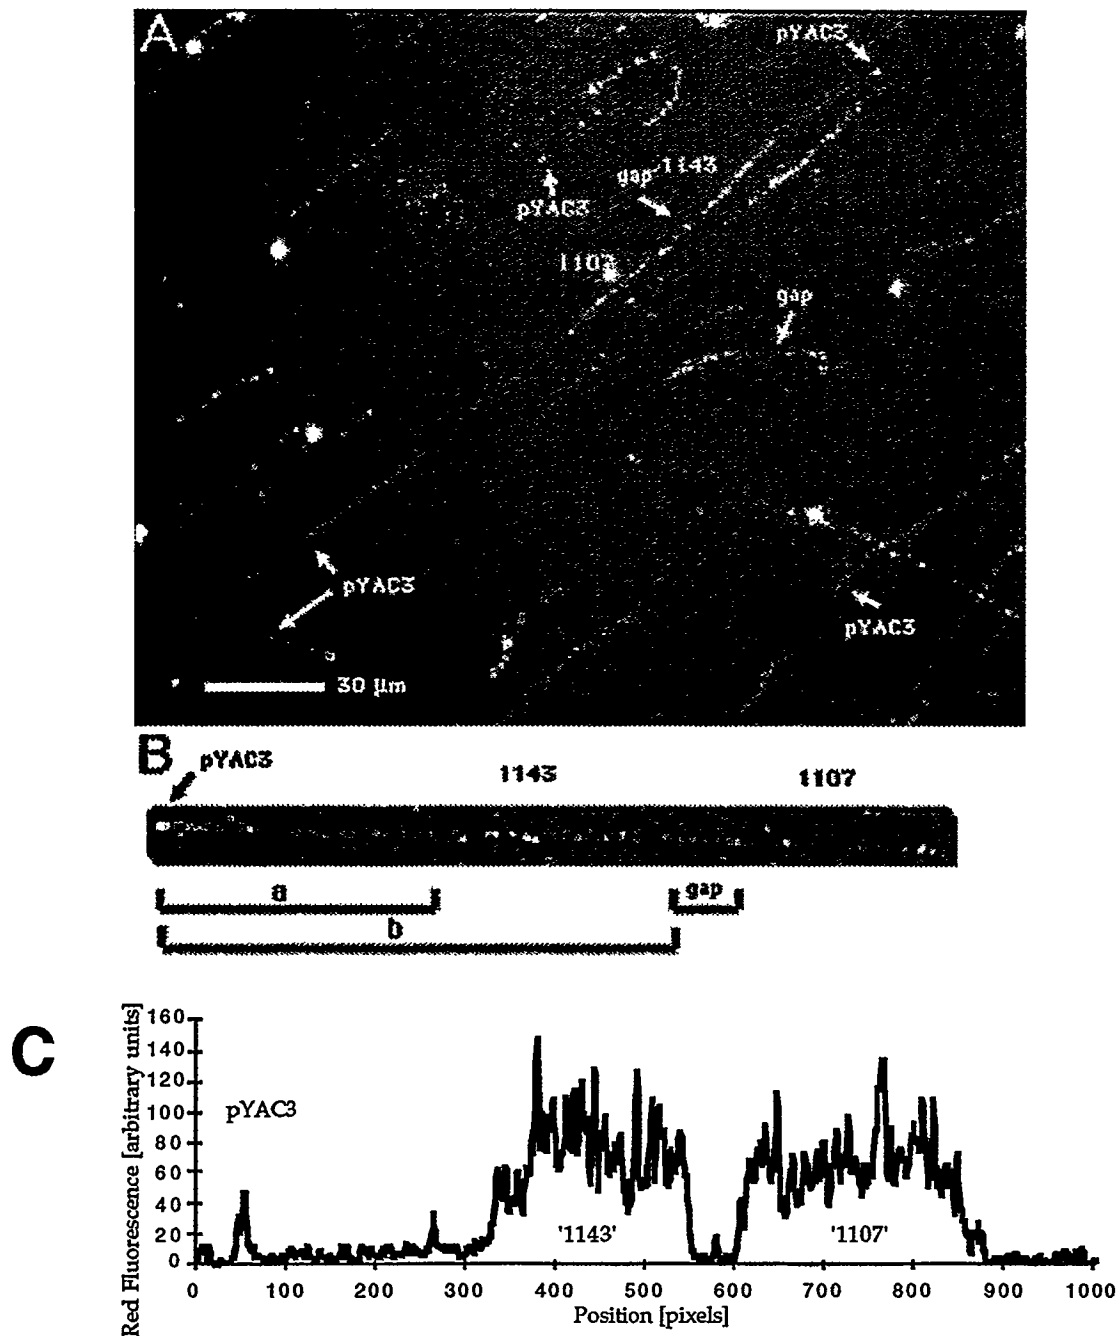 A
pYAC3
gap 1143
pYAC3
1107
gap
pYAC3
pYAC3
30 µm
B
pYAC3
1143
1107
a
gap
b
C
Red Fluorescence [arbitrary units]
160
140
120
100
80
60
40
20
0
pYAC3
'1143'
'1107'
0 100 200 300 400 500 600 700 800 900 1000
Position [pixels]